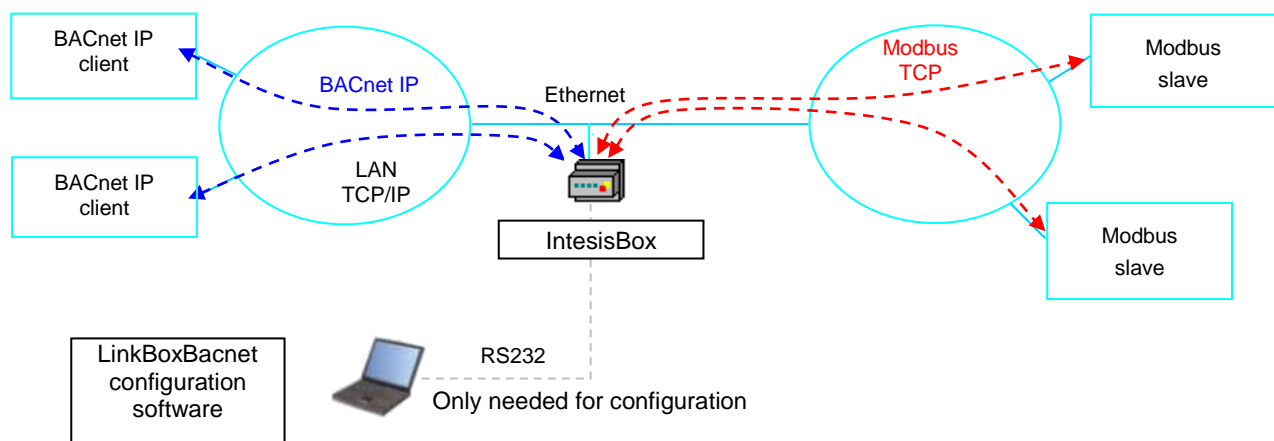 BACnet IP
client
BACnet IP
Ethernet
Modbus
TCP
Modbus
slave
BACnet IP
client
LAN
TCP/IP
IntesisBox
Modbus
slave
LinkBoxBacnet
configuration
software
RS232
Only needed for configuration